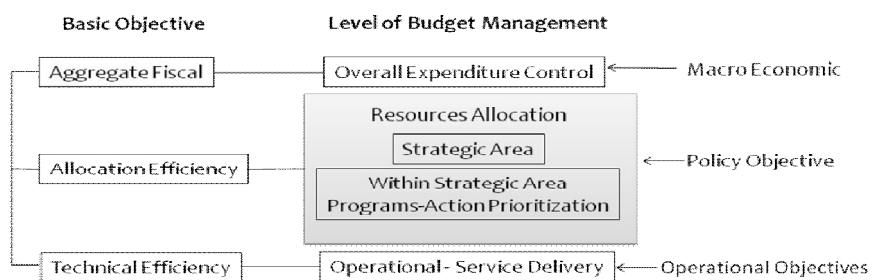 Basic Objective
Level of Budget Management
Aggregate Fiscal
Overall Expenditure Control
Macro Economic
Resources Allocation
Strategic Area
Allocation Efficiency
Policy Objective
Within Strategic Area
Programs-Action Prioritization
Technical Efficiency
Operational - Service Delivery
Operational Objectives